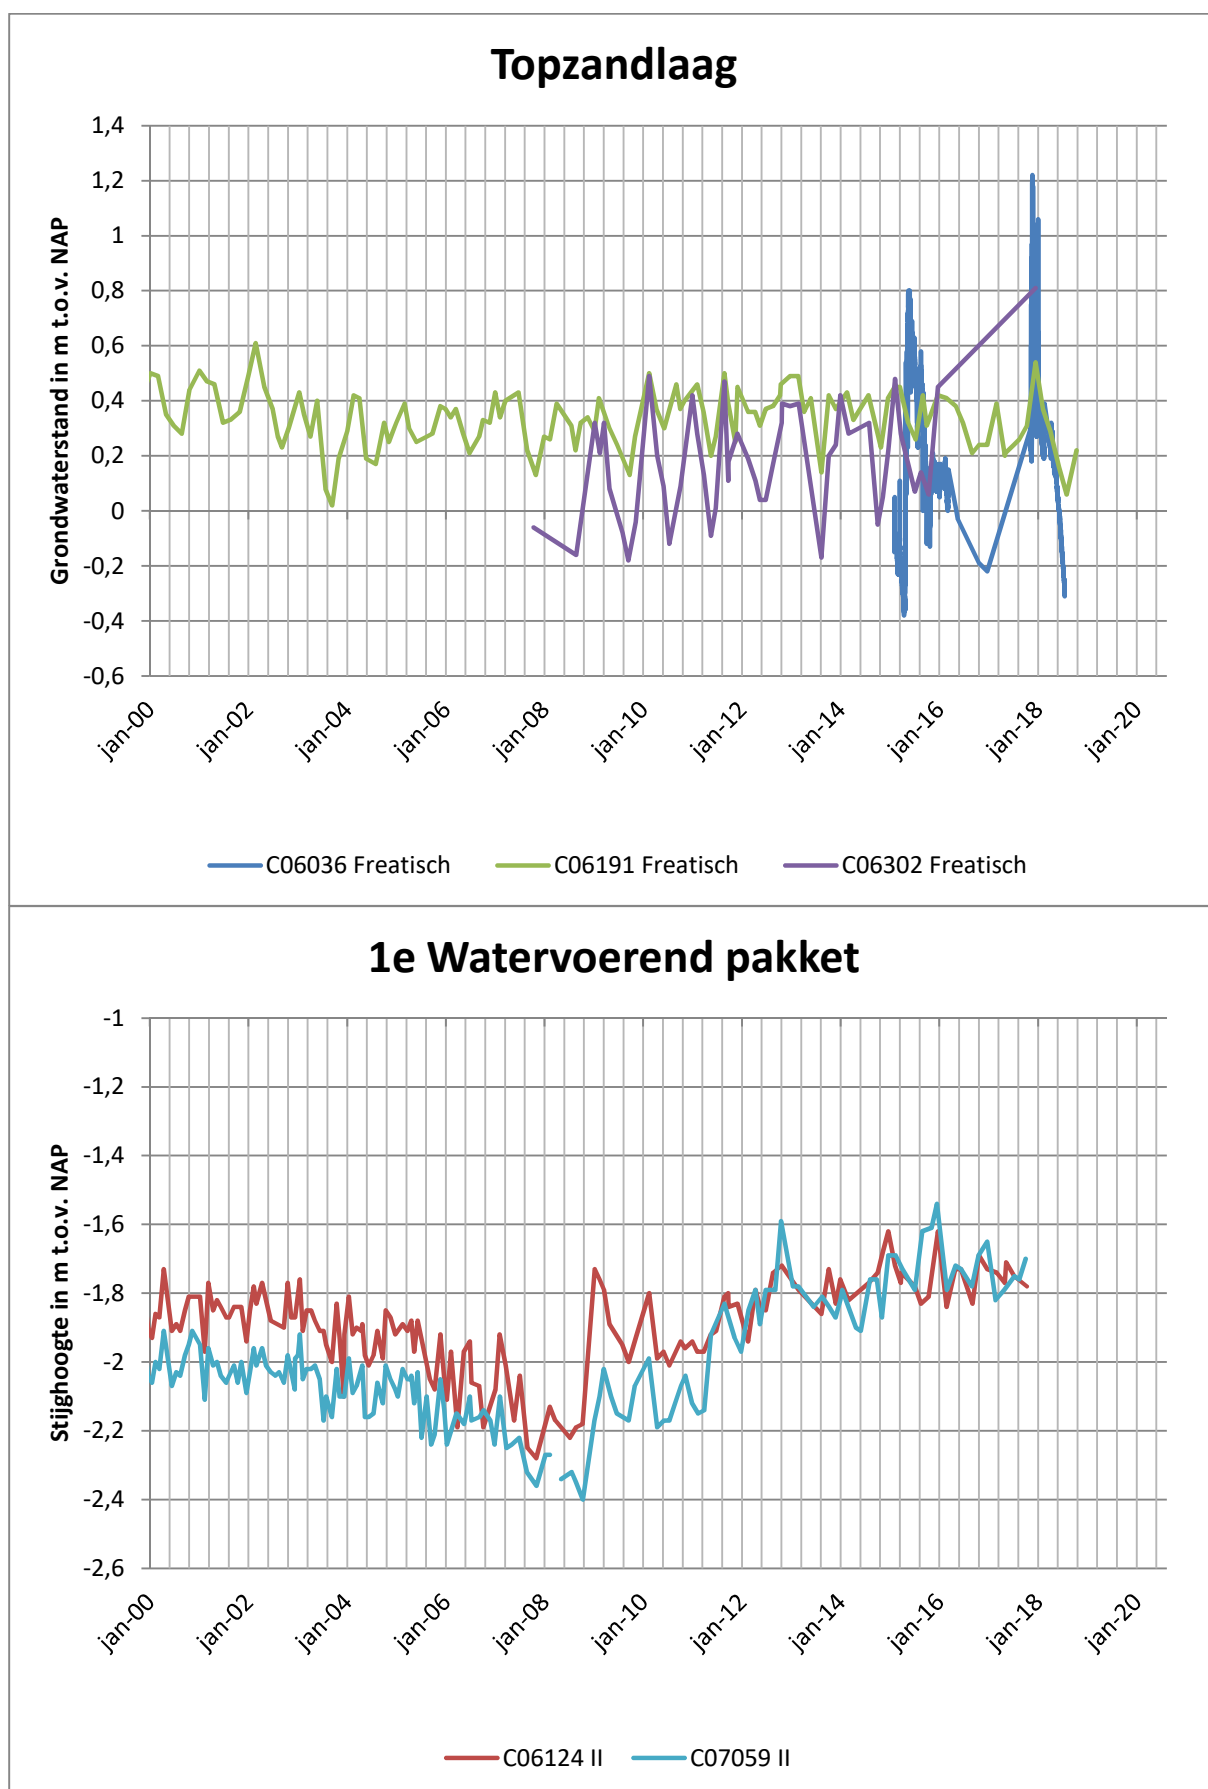 Topzandlaag
Grondwaterstand in m t.o.v. NAP
1,4
1,2
1
0,8
0,6
0,4
0,2
0
-0,2
-0,4
-0,6
jan-00
jan-02
jan-04
jan-06
jan-08
jan-10
jan-12
jan-14
jan-16
jan-18
jan-20
C06036 Freatisch
C06191 Freatisch
C06302 Freatisch
1e Watervoerend pakket
Stijghoogte in m t.o.v. NAP
-1
-1,2
-1,4
-1,6
-1,8
-2
-2,2
-2,4
-2,6
jan-00
jan-02
jan-04
jan-06
jan-08
jan-10
jan-12
jan-14
jan-16
jan-18
jan-20
C06124 II
C07059 II